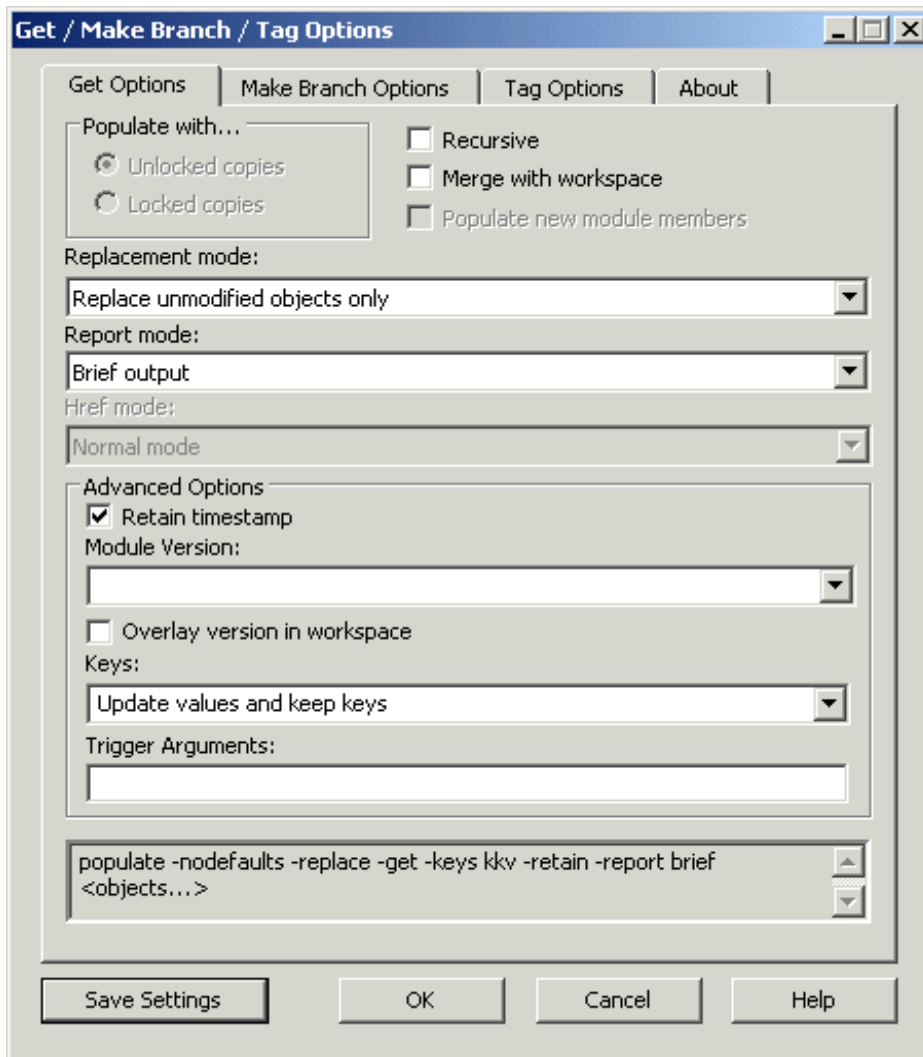 Get / Make Branch / Tag Options
Get Options
Make Branch Options
Tag Options
About
Populate with...
Unlocked copies
Locked copies
Recursive
Merge with workspace
Populate new module members
Replacement mode:
Replace unmodified objects only
Report mode:
Brief output
Href mode:
Normal mode
Advanced Options
Retain timestamp
Module Version:
Overlay version in workspace
Keys:
Update values and keep keys
Trigger Arguments:
populate -nodefaults -replace -get -keys kkv -retain -report brief
<objects...>
Save Settings
OK
Cancel
Help